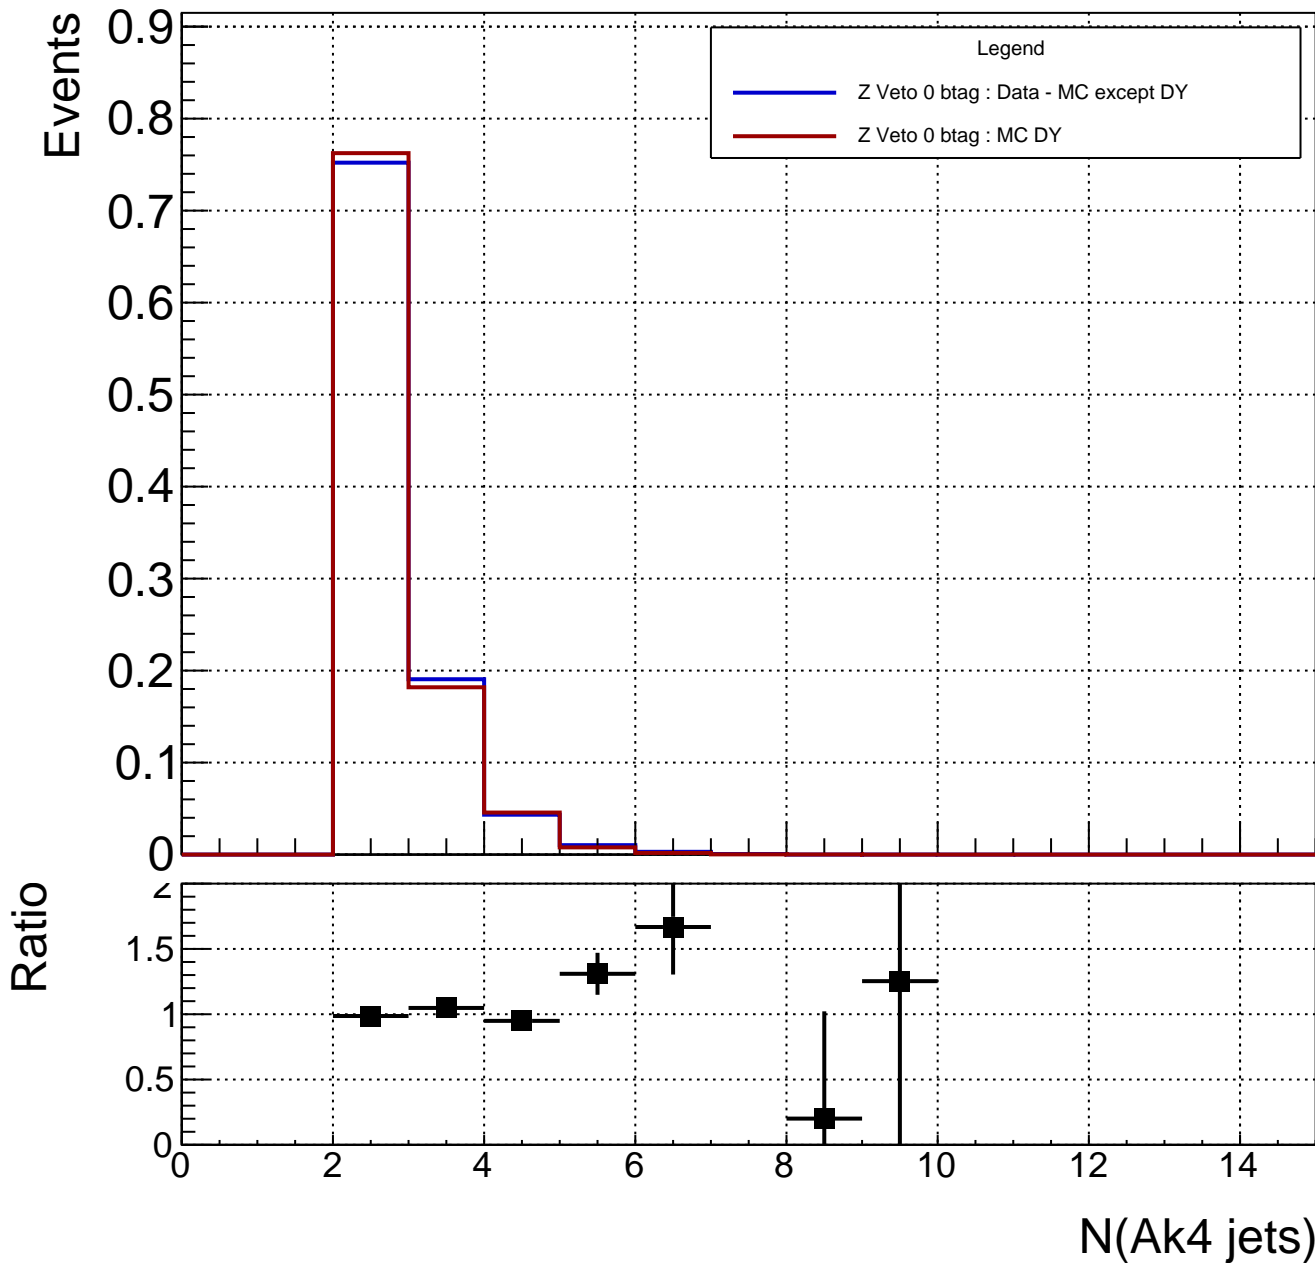 Events
0.9
0.8
0.7
0.6
0.5
0.4
0.3
0.2
0.1
0
Legend
Z Veto 0 btag : Data - MC except DY
Z Veto 0 btag : MC DY
Ratio
2
1.5
1
0.5
0
0 2 4 6 8 10 12 14
N(Ak4 jets)